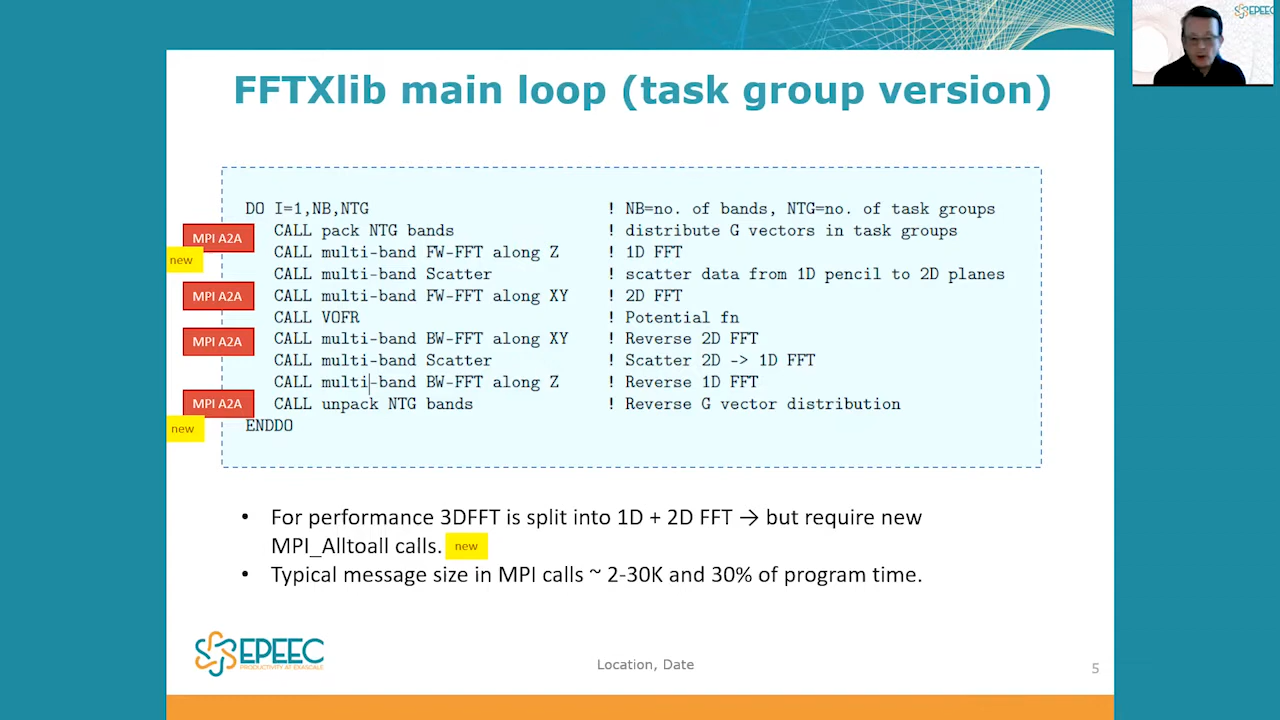 EPEEC
FFTXlib main loop (task group version)
DO I=1,NB,NTG ! NB=no. of bands, NTG=no. of task groups
MPI A2A CALL pack NTG bands ! distribute G vectors in task groups
new CALL multi-band FW-FFT along Z ! 1D FFT
CALL multi-band Scatter ! scatter data from 1D pencil to 2D planes
MPI A2A CALL multi-band FW-FFT along XY ! 2D FFT
CALL VOFR ! Potential fn
MPI A2A CALL multi-band BW-FFT along XY ! Reverse 2D FFT
CALL multi-band Scatter ! Scatter 2D -> 1D FFT
CALL multi-band BW-FFT along Z ! Reverse 1D FFT
MPI A2A CALL unpack NTG bands ! Reverse G vector distribution
new ENDDO
• For performance 3DFFT is split into 1D + 2D FFT → but require new
MPI_Alltoall calls. new
• Typical message size in MPI calls ~ 2-30K and 30% of program time.
EPEEC
PRODUCTIVITY AT EXASCALE
Location, Date
5